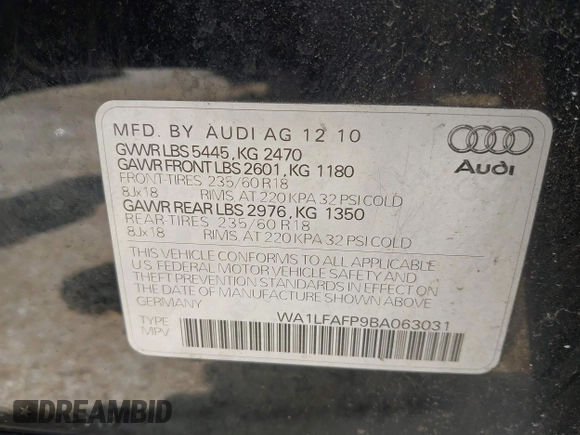 MFD. BY AUDI AG 12 10
GVWR LBS 5445, KG 2470
GAWR FRONT LBS 2601, KG 1180
FRONT-TIRES 235/60 R18
8Jx18 RIMS, AT 220 KPA 32 PSI COLD
GAWR REAR LBS 2976, KG 1350
REAR-TIRES 235/60 R18
8Jx18 RIMS, AT 220 KPA 32 PSI COLD
THIS VEHICLE CONFORMS TO ALL APPLICABLE
U.S. FEDERAL MOTOR VEHICLE SAFETY AND
THEFT PREVENTION STANDARDS IN EFFECT ON
THE DATE OF MANUFACTURE SHOWN ABOVE
GERMANY
WA1LFAFP9BA063031
TYPE
MPV
Audi
DREAMBID